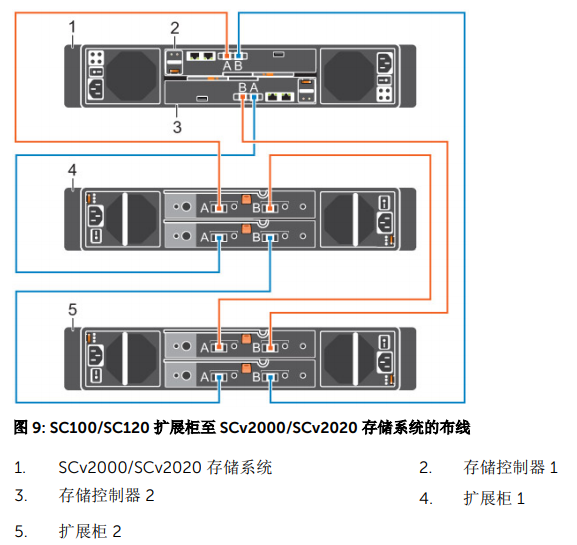 1
2
A B
B A
3
4
A B
A B
5
A B
A B
图 9: SC100/SC120 扩展柜至 SCv2000/SCv2020 存储系统的布线
1. SCv2000/SCv2020 存储系统 2. 存储控制器 1
3. 存储控制器 2 4. 扩展柜 1
5. 扩展柜 2